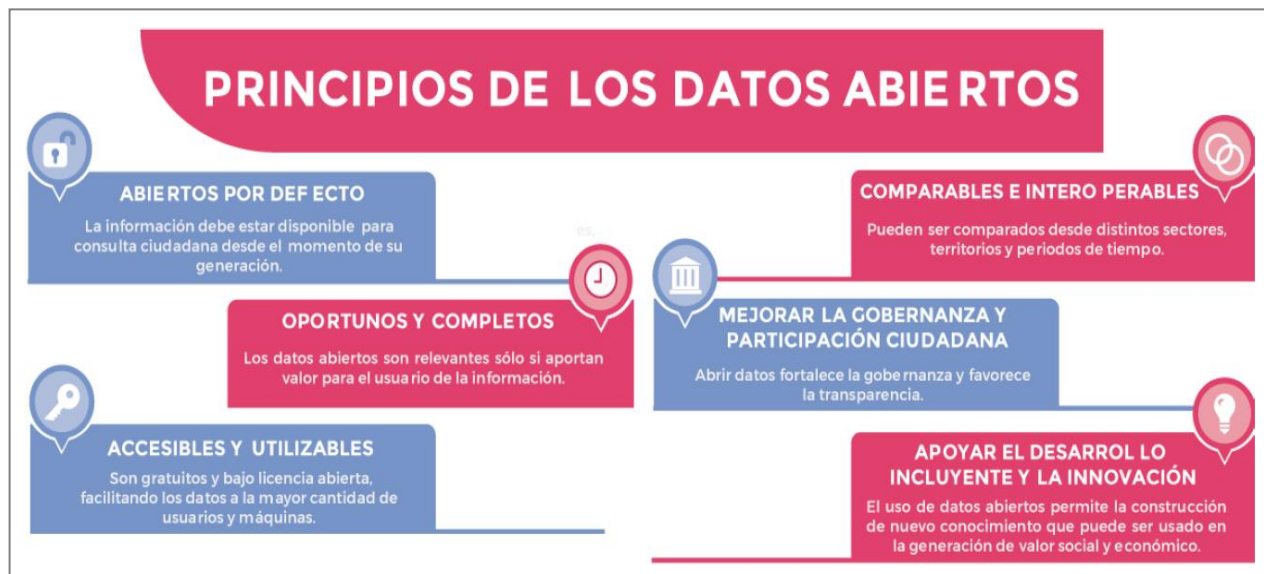 PRINCIPIOS DE LOS DATOS ABIERTOS
ABIERTOS POR DEFECTO
La información debe estar disponible para
consulta ciudadana desde el momento de su
generación.
OPORTUNOS Y COMPLETOS
Los datos abiertos son relevantes sólo si aportan
valor para el usuario de la información.
ACCESIBLES Y UTILIZABLES
Son gratuitos y bajo licencia abierta,
facilitando los datos a la mayor cantidad de
usuarios y máquinas.
COMPARABLES E INTERO PERABLES
Pueden ser comparados desde distintos sectores,
territorios y periodos de tiempo.
MEJORAR LA GOBERNANZA Y
PARTICIPACIÓN CIUDADANA
Abrir datos fortalece la gobernanza y favorece
la transparencia.
APOYAR EL DESARROL LO
INCLUYENTE Y LA INNOVACIÓN
El uso de datos abiertos permite la construcción
de nuevo conocimiento que puede ser usado en
la generación de valor social y económico.